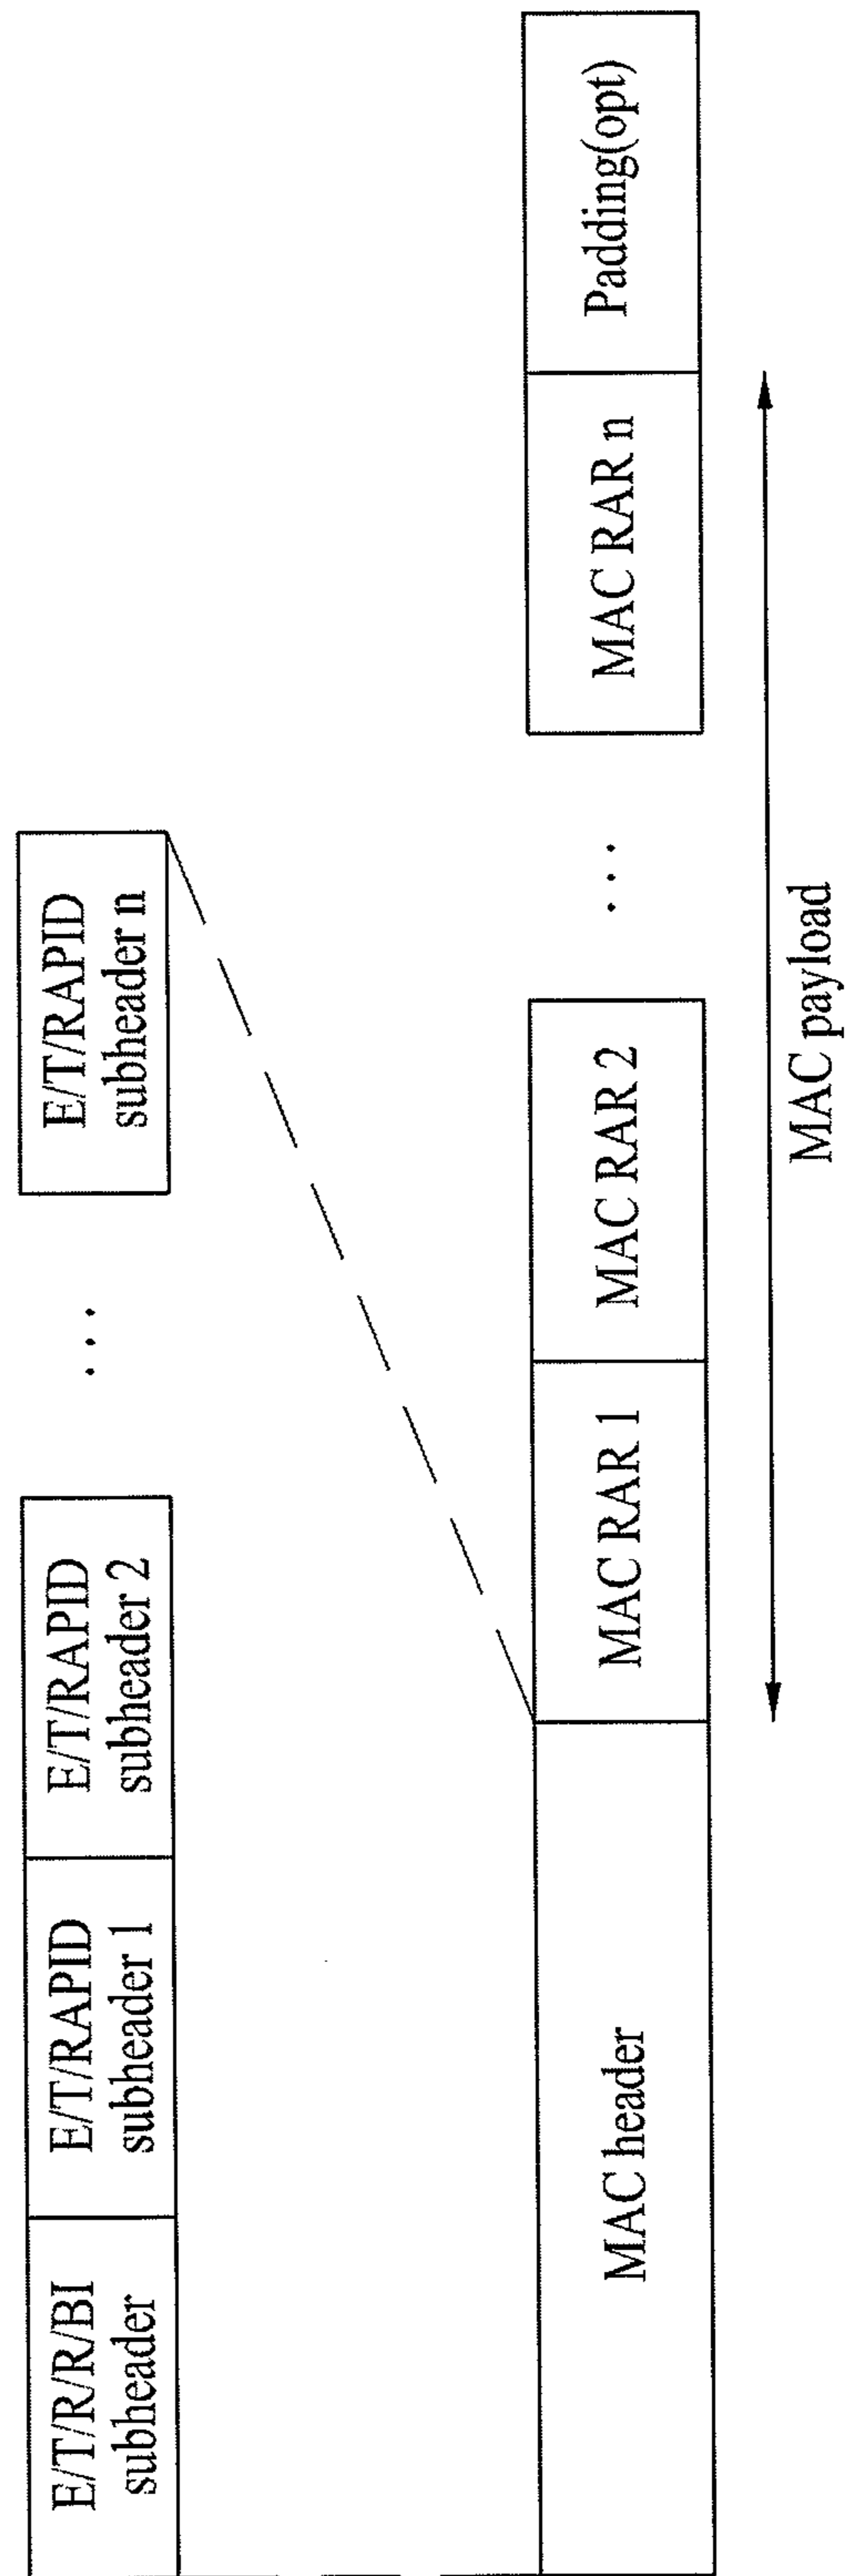 E/T/R/R/BI
subheader
E/T/RAPID
subheader 1
E/T/RAPID
subheader 2
...
E/T/RAPID
subheader n
MAC header
MAC RAR 1
MAC RAR 2
...
MAC RAR n
Padding(opt)
MAC payload